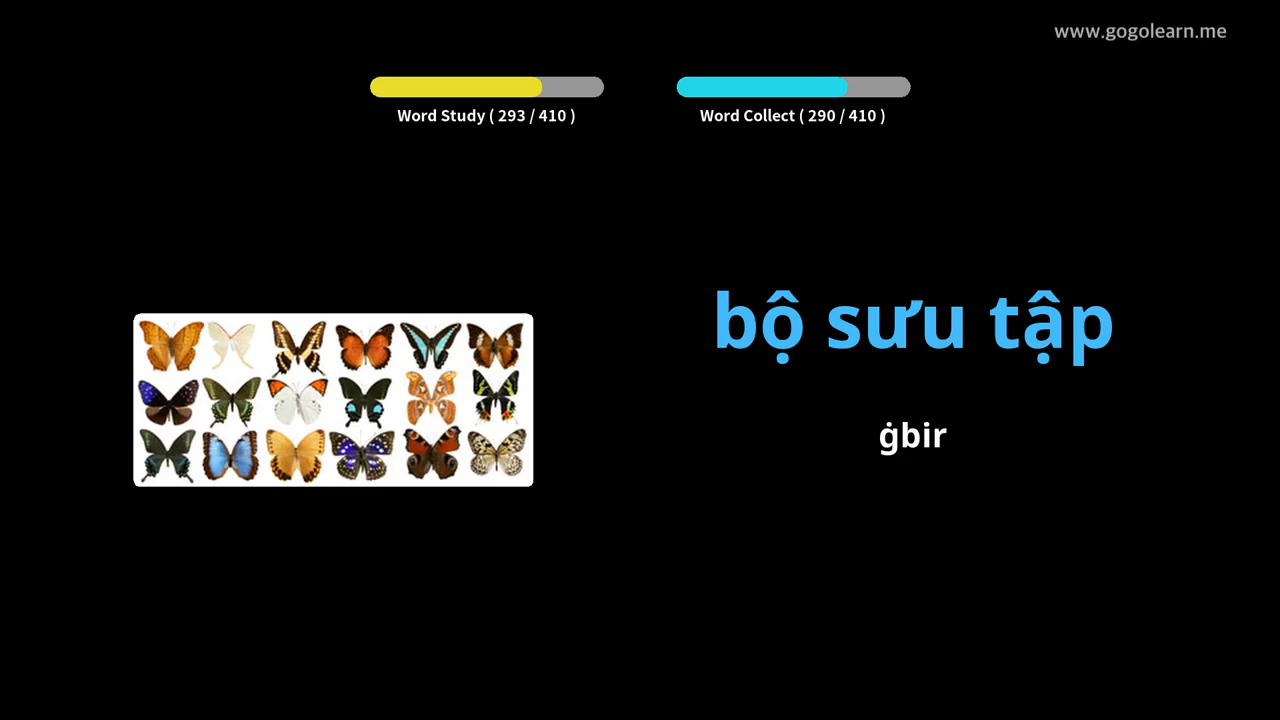 www.gogolearn.me
Word Study ( 293 / 410 )
Word Collect ( 290 / 410 )
bộ sưu tập
ġbir